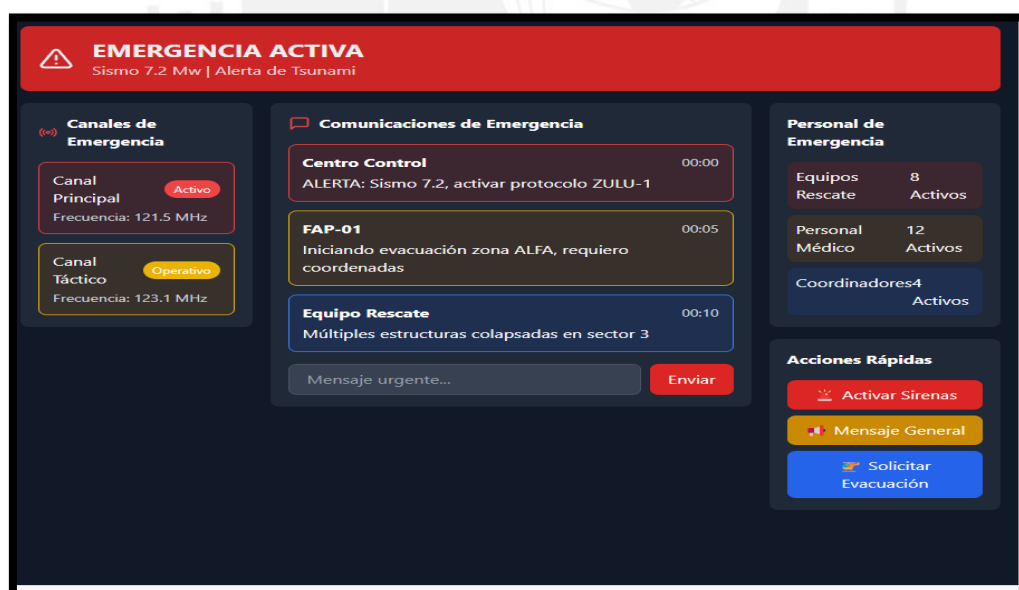 EMERGENCIA ACTIVA
Sismo 7.2 Mw | Alerta de Tsunami
Canales de
Emergencia
Canal
Principal
Activo
Frecuencia: 121.5 MHz
Canal
Táctico
Operativo
Frecuencia: 123.1 MHz
Comunicaciones de Emergencia
Centro Control 00:00
ALERTA: Sismo 7.2, activar protocolo ZULU-1
FAP-01 00:05
Iniciando evacuación zona ALFA, requiero
coordenadas
Equipo Rescate 00:10
Múltiples estructuras colapsadas en sector 3
Mensaje urgente...
Enviar
Personal de
Emergencia
Equipos 8
Rescate Activos
Personal 12
Médico Activos
Coordinadores4
Activos
Acciones Rápidas
Activar Sirenas
Mensaje General
Solicitar
Evacuación